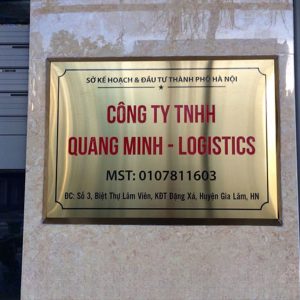 SỞ KẾ HOẠCH & ĐẦU TƯ THÀNH PHỐ HÀ NỘI
CÔNG TY TNHH
QUANG MINH - LOGISTICS
MST: 0107811603
ĐC: Số 3, Biệt Thự Lâm Viên, KĐT Đặng Xá, Huyện Gia Lâm, HN